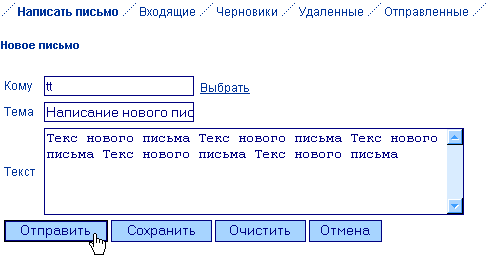 Написать письмо Входящие Черновики Удаленные Отправленные
Новое письмо
Кому tt Выбрать
Тема Написание нового пис
Текст
Текс нового письма Текс нового письма Текс нового
письма Текс нового письма Текс нового письма
Отправить Сохранить Очистить Отмена